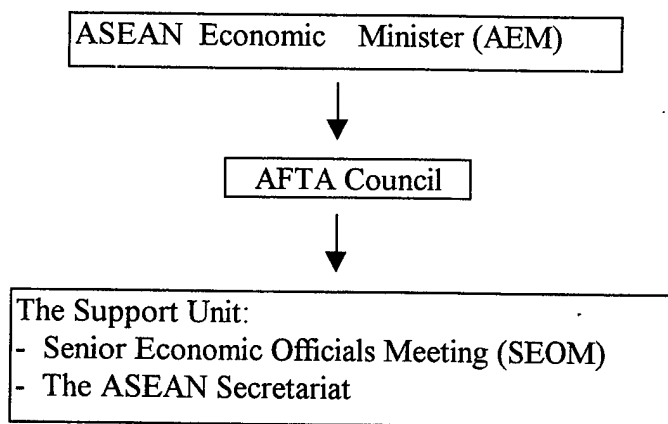 ASEAN Economic Minister (AEM)
AFTA Council
The Support Unit:
- Senior Economic Officials Meeting (SEOM)
- The ASEAN Secretariat